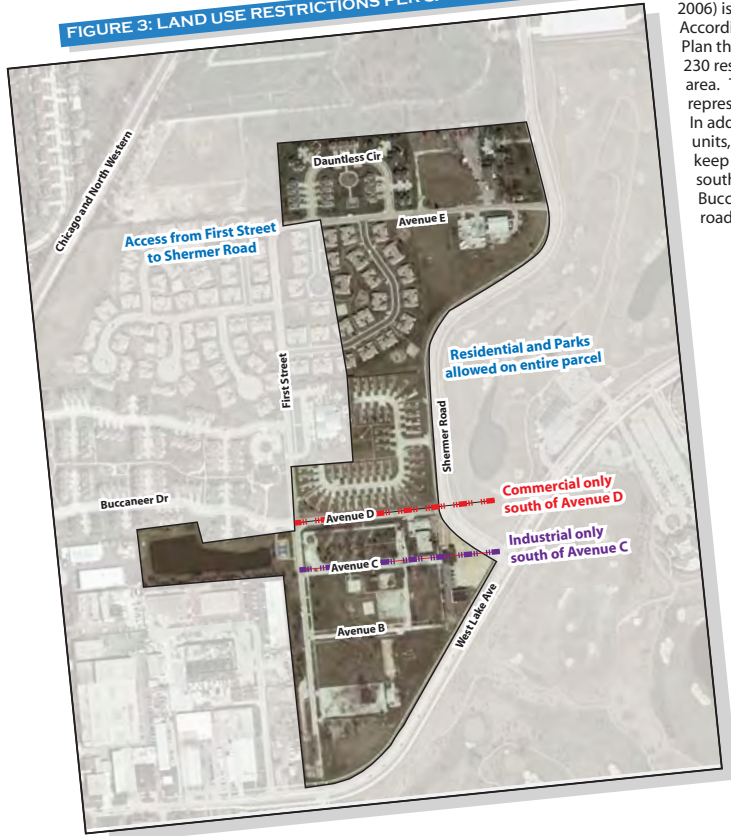 FIGURE 3: LAND USE RESTRICTIONS PER
2006) is
Accordi
Plan th
230 res
area. T
repres
In add
units,
keep
south
Bucc
road
Chicago and North Western
Dauntless Cir
Avenue E
Access from First Street
to Shermer Road
First Street
Residential and Parks
allowed on entire parcel
Shermer Road
Buccaneer Dr
Commercial only
south of Avenue D
Avenue D
Industrial only
south of Avenue C
Avenue C
Avenue B
West Lake Ave